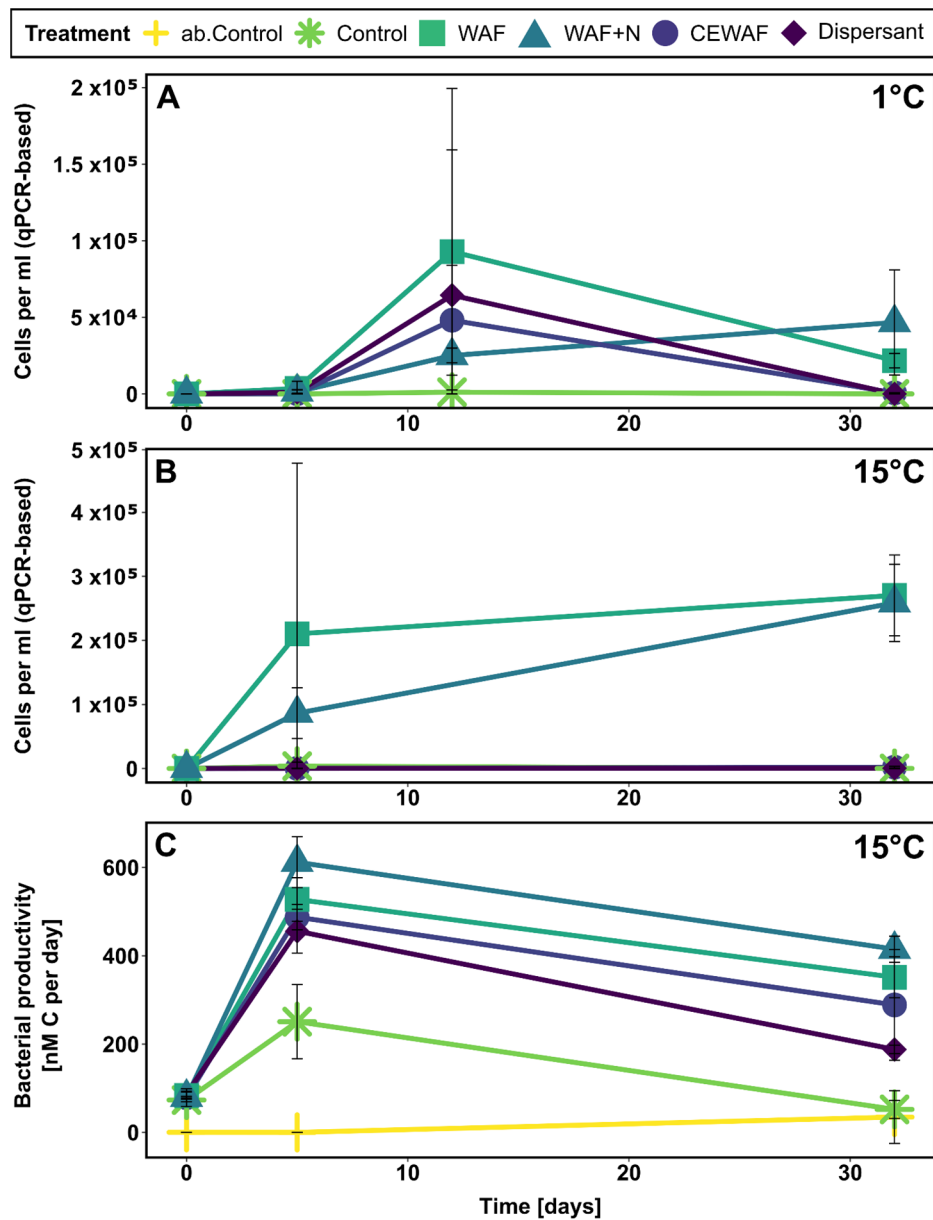 Treatment ab.Control Control WAF WAF+N CEWAF Dispersant
A 1°C
Cells per ml (qPCR-based)
2 x10⁵
1.5 x10⁵
1 x10⁵
5 x10⁴
0
0 10 20 30
B 15°C
Cells per ml (qPCR-based)
5 x10⁵
4 x10⁵
3 x10⁵
2 x10⁵
1 x10⁵
0
0 10 20 30
C 15°C
Bacterial productivity
[nM C per day]
600
400
200
0
0 10 20 30
Time [days]